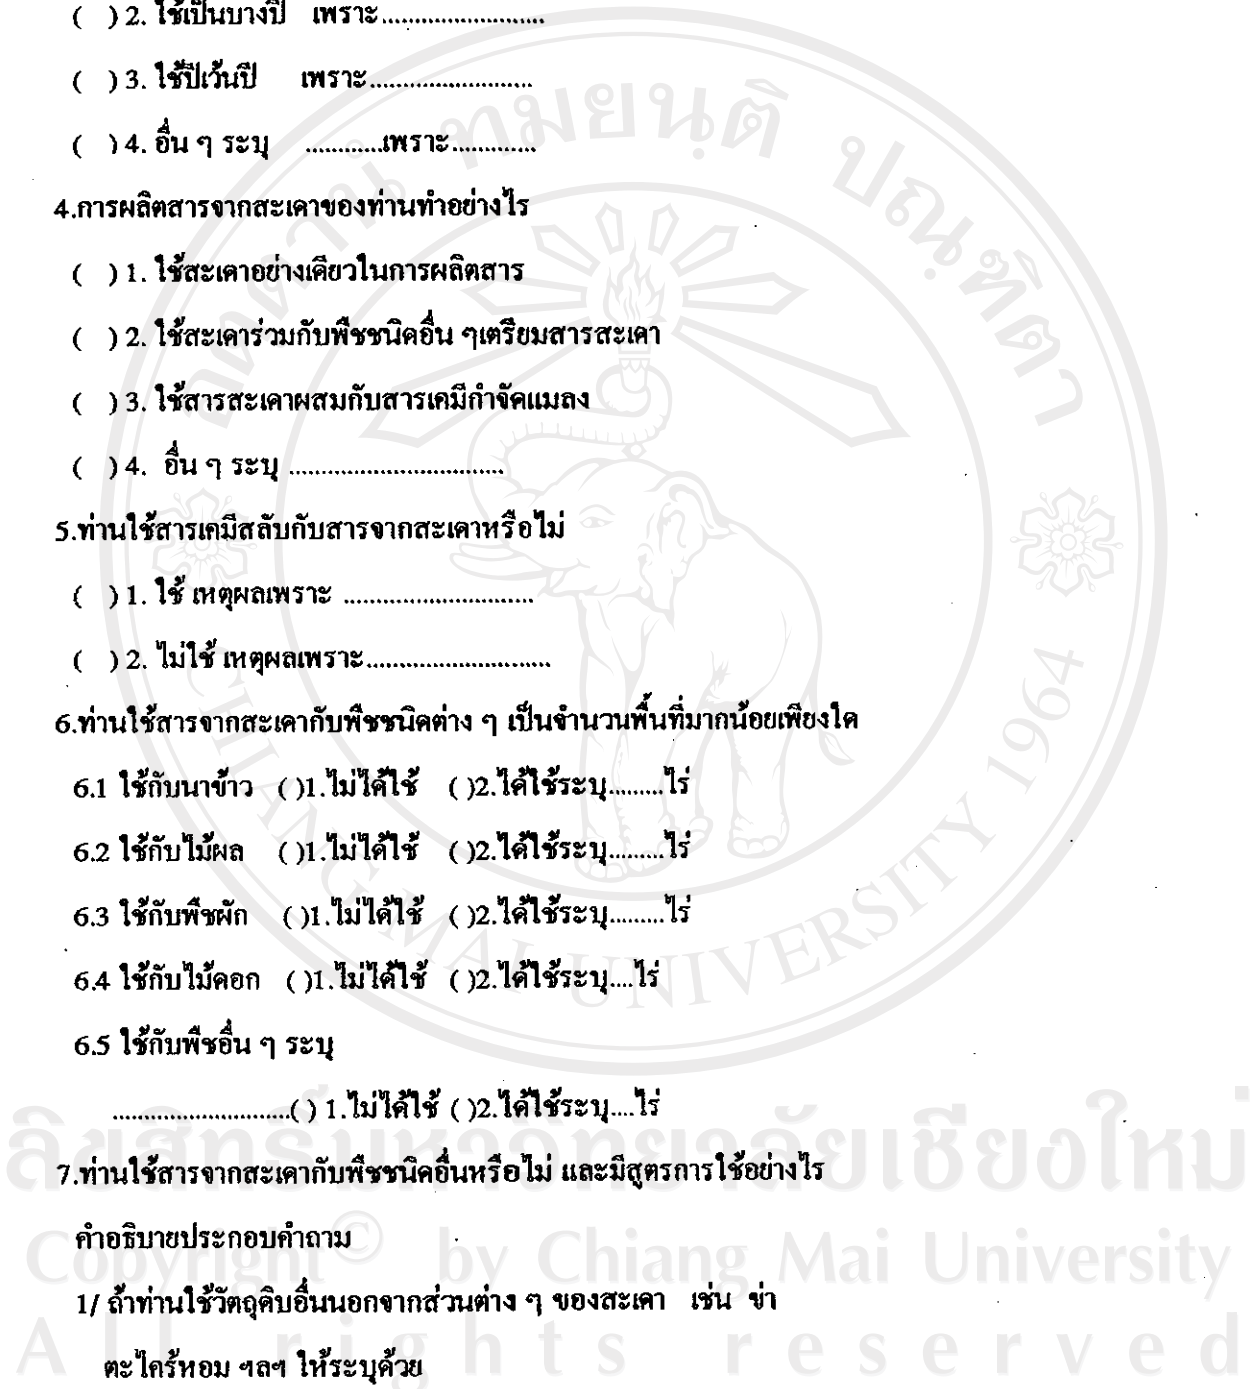 ( ) 2. ใช้เป็นบางปี เพราะ.........................
( ) 3. ใช้ปีเว้นปี เพราะ.........................
( ) 4. อื่น ๆ ระบุ ............เพราะ.............
4.การผลิตสารจากสะเดาของท่านทำอย่างไร
( ) 1. ใช้สะเดาอย่างเดียวในการผลิตสาร
( ) 2. ใช้สะเดาร่วมกับพืชชนิดอื่น ๆเตรียมสารสะเดา
( ) 3. ใช้สารสะเดาผสมกับสารเคมีกำจัดแมลง
( ) 4. อื่น ๆ ระบุ .................................
5.ท่านใช้สารเคมีสลับกับสารจากสะเดาหรือไม่
( ) 1. ใช้ เหตุผลเพราะ .............................
( ) 2. ไม่ใช้ เหตุผลเพราะ............................
6.ท่านใช้สารจากสะเดากับพืชชนิดต่าง ๆ เป็นจำนวนพื้นที่มากน้อยเพียงใด
6.1 ใช้กับนาข้าว ( )1.ไม่ได้ใช้ ( )2.ได้ใช้ระบุ.........ไร่
6.2 ใช้กับไม้ผล ( )1.ไม่ได้ใช้ ( )2.ได้ใช้ระบุ.........ไร่
6.3 ใช้กับพืชผัก ( )1.ไม่ได้ใช้ ( )2.ได้ใช้ระบุ.........ไร่
6.4 ใช้กับไม้ดอก ( )1.ไม่ได้ใช้ ( )2.ได้ใช้ระบุ....ไร่
6.5 ใช้กับพืชอื่น ๆ ระบุ
............................( ) 1.ไม่ได้ใช้ ( )2.ได้ใช้ระบุ....ไร่
7.ท่านใช้สารจากสะเดากับพืชชนิดอื่นหรือไม่ และมีสูตรการใช้อย่างไร
คำอธิบายประกอบคำถาม
1/ ถ้าท่านใช้วัตถุดิบอื่นนอกจากส่วนต่าง ๆ ของสะเดา เช่น ข่า
ตะไคร้หอม ฯลฯ ให้ระบุด้วย
อตฺตานํ ทมยนฺติ ปณฺฑิตา
CHIANG MAI UNIVERSITY 1964
ลิขสิทธิ์มหาวิทยาลัยเชียงใหม่
Copyright © by Chiang Mai University
All rights reserved